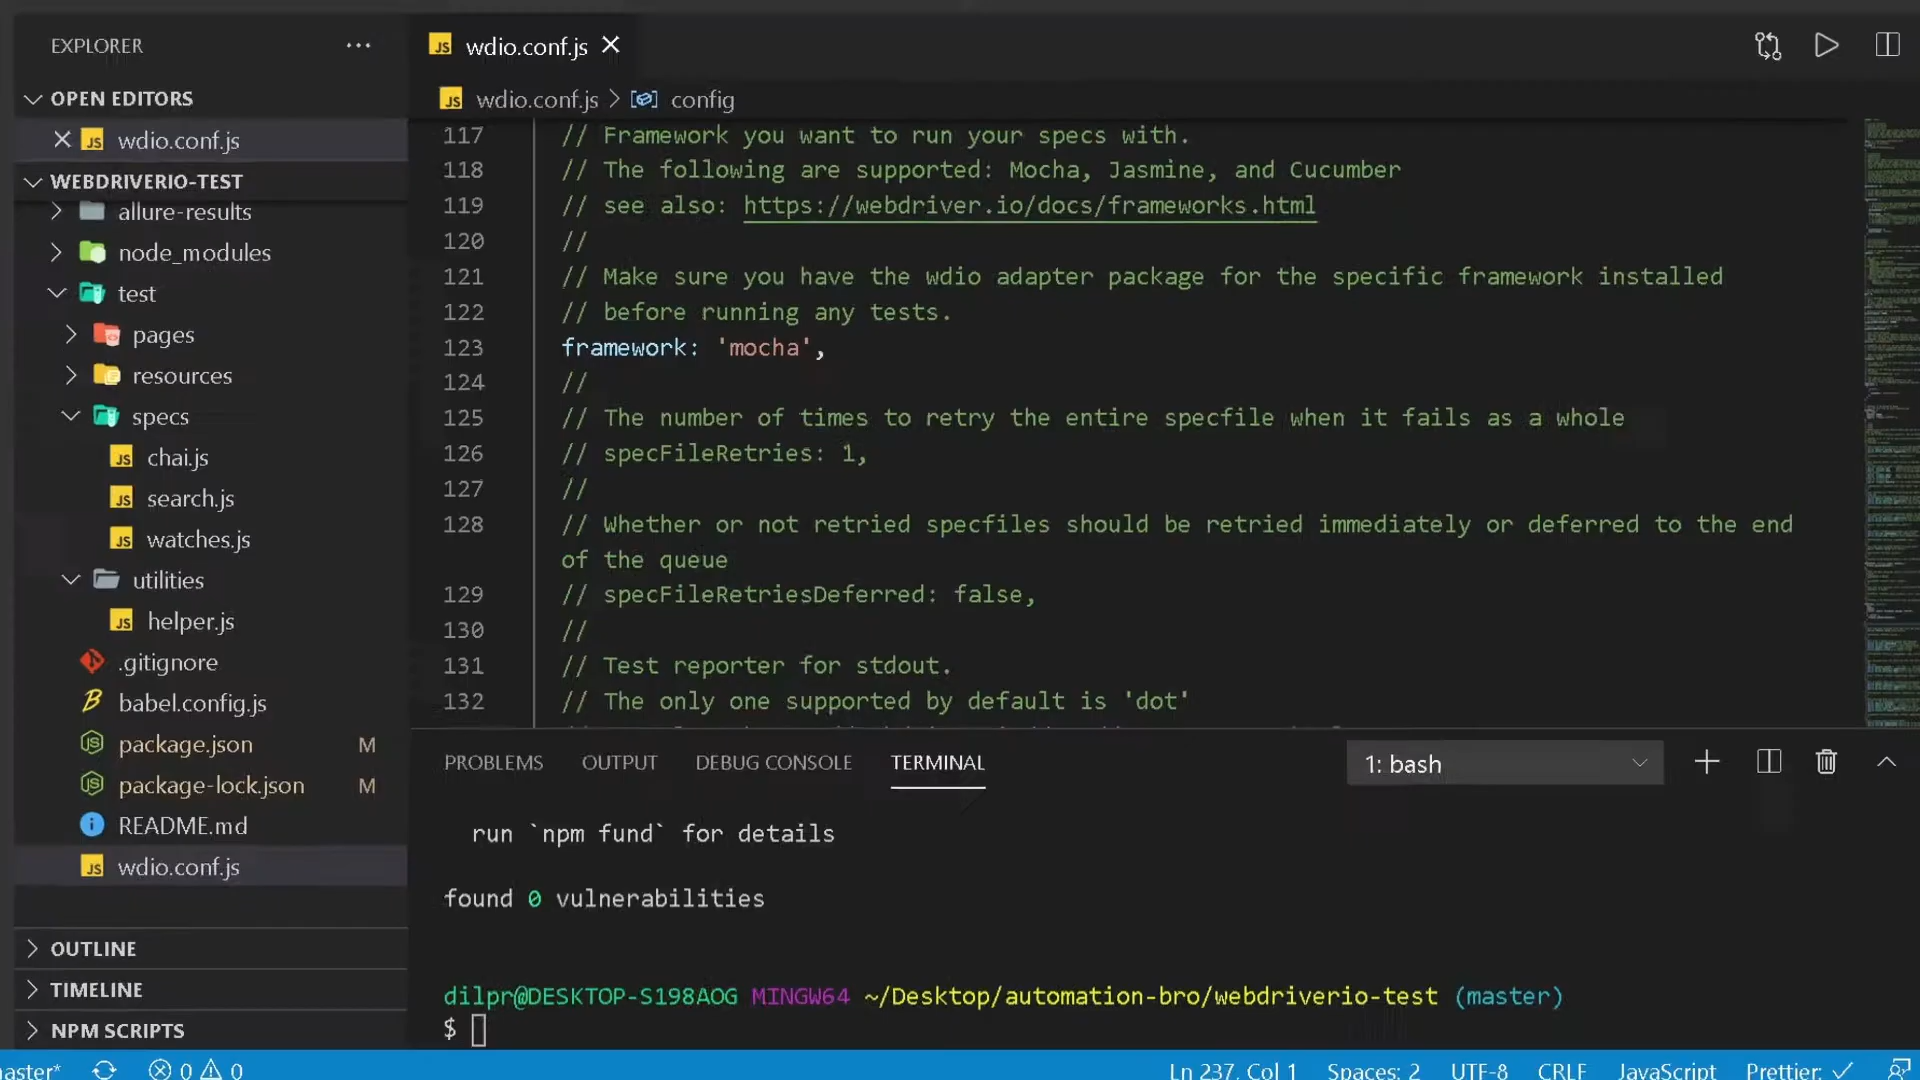 EXPLORER
OPEN EDITORS
wdio.conf.js
WEBDRIVERIO-TEST
allure-results
node_modules
test
pages
resources
specs
chai.js
search.js
watches.js
utilities
helper.js
.gitignore
babel.config.js
package.json M
package-lock.json M
README.md
wdio.conf.js
OUTLINE
TIMELINE
NPM SCRIPTS
wdio.conf.js
wdio.conf.js > config
117 // Framework you want to run your specs with.
118 // The following are supported: Mocha, Jasmine, and Cucumber
119 // see also: https://webdriver.io/docs/frameworks.html
120 //
121 // Make sure you have the wdio adapter package for the specific framework installed
122 // before running any tests.
123 framework: 'mocha',
124 //
125 // The number of times to retry the entire specfile when it fails as a whole
126 // specFileRetries: 1,
127 //
128 // Whether or not retried specfiles should be retried immediately or deferred to the end
of the queue
129 // specFileRetriesDeferred: false,
130 //
131 // Test reporter for stdout.
132 // The only one supported by default is 'dot'
PROBLEMS OUTPUT DEBUG CONSOLE TERMINAL 1: bash
run `npm fund` for details
found 0 vulnerabilities
dilpr@DESKTOP-S198AOG MINGW64 ~/Desktop/automation-bro/webdriverio-test (master)
$
aster* 0 0 Ln 237, Col 1 Spaces: 2 UTF-8 CRLF JavaScript Prettier: ✓